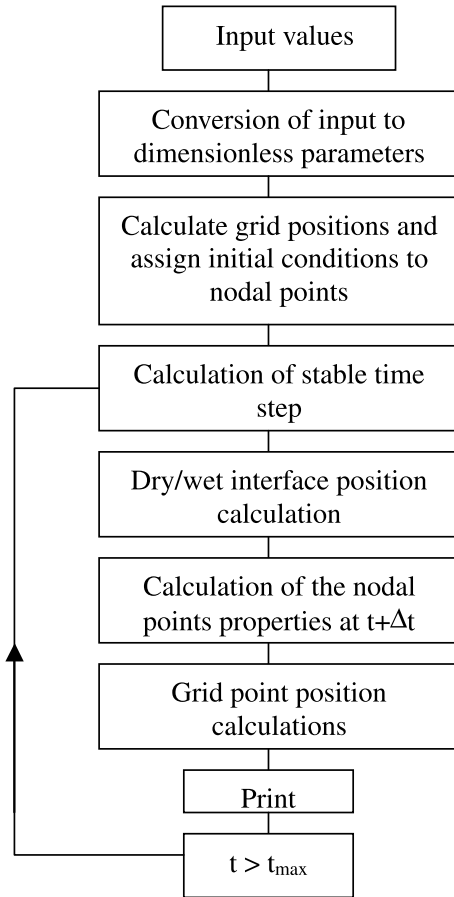 Input values
Conversion of input to
dimensionless parameters
Calculate grid positions and
assign initial conditions to
nodal points
Calculation of stable time
step
Dry/wet interface position
calculation
Calculation of the nodal
points properties at t+Δt
Grid point position
calculations
Print
t > tmax